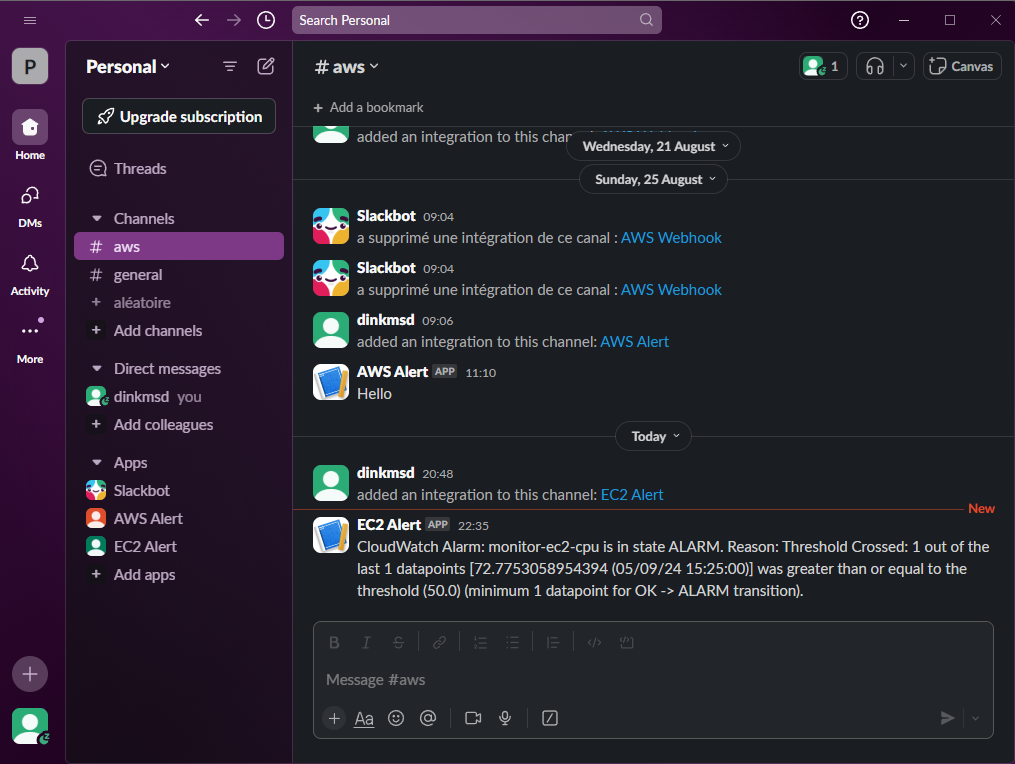 Search Personal
P
Home
DMs
Activity
More
Personal
Upgrade subscription
Threads
Channels
# aws
# general
+ aléatoire
+ Add channels
Direct messages
dinkmsd you
+ Add colleagues
Apps
Slackbot
AWS Alert
EC2 Alert
+ Add apps
# aws
1
Canvas
+ Add a bookmark
added an integration to this chan
Wednesday, 21 August
Sunday, 25 August
Slackbot 09:04
a supprimé une intégration de ce canal : AWS Webhook
Slackbot 09:04
a supprimé une intégration de ce canal : AWS Webhook
dinkmsd 09:06
added an integration to this channel: AWS Alert
AWS Alert APP 11:10
Hello
Today
dinkmsd 20:48
added an integration to this channel: EC2 Alert
New
EC2 Alert APP 22:35
CloudWatch Alarm: monitor-ec2-cpu is in state ALARM. Reason: Threshold Crossed: 1 out of the
last 1 datapoints [72.7753058954394 (05/09/24 15:25:00)] was greater than or equal to the
threshold (50.0) (minimum 1 datapoint for OK -> ALARM transition).
Message #aws
Aa